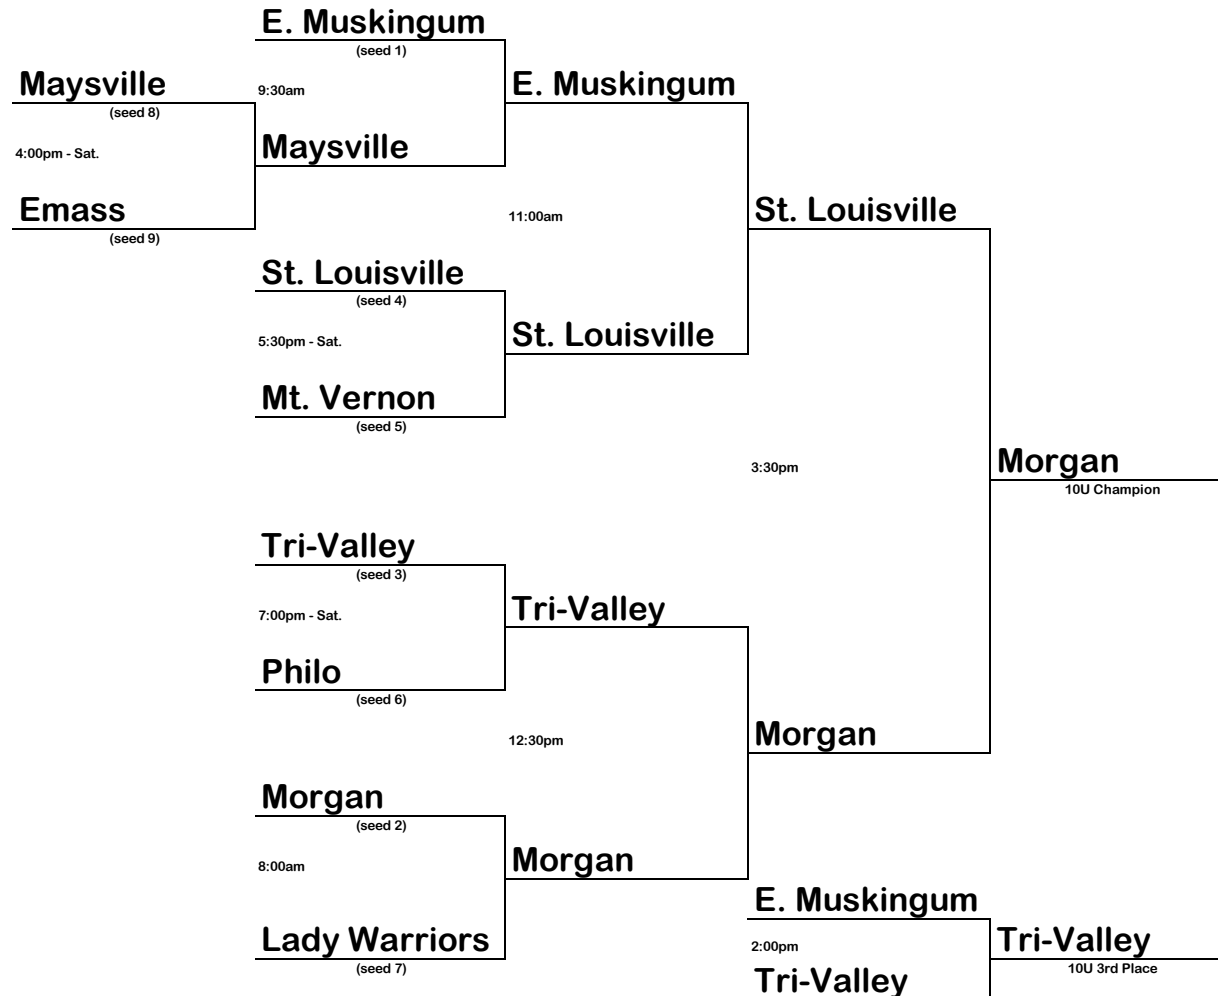 E. Muskingum
(seed 1)
Maysville
(seed 8)
9:30am
E. Muskingum
4:00pm - Sat.
Maysville
Emass
(seed 9)
11:00am
St. Louisville
St. Louisville
(seed 4)
5:30pm - Sat.
St. Louisville
Mt. Vernon
(seed 5)
3:30pm
Morgan
10U Champion
Tri-Valley
(seed 3)
7:00pm - Sat.
Tri-Valley
Philo
(seed 6)
12:30pm
Morgan
Morgan
(seed 2)
8:00am
Morgan
E. Muskingum
Lady Warriors
(seed 7)
2:00pm
Tri-Valley
10U 3rd Place
Tri-Valley